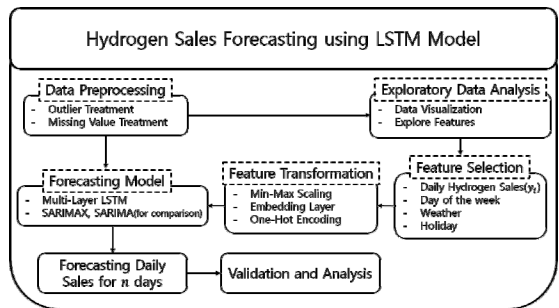 Hydrogen Sales Forecasting using LSTM Model
Data Preprocessing
- Outlier Treatment
- Missing Value Treatment
Exploratory Data Analysis
- Data Visualization
- Explore Features
Forecasting Model
- Multi-Layer LSTM
- SARIMAX, SARIMA(for comparison)
Feature Transformation
- Min-Max Scaling
- Embedding Layer
- One-Hot Encoding
Feature Selection
- Daily Hydrogen Sales(yₜ)
- Day of the week
- Weather
- Holiday
Forecasting Daily
Sales for n days
Validation and Analysis